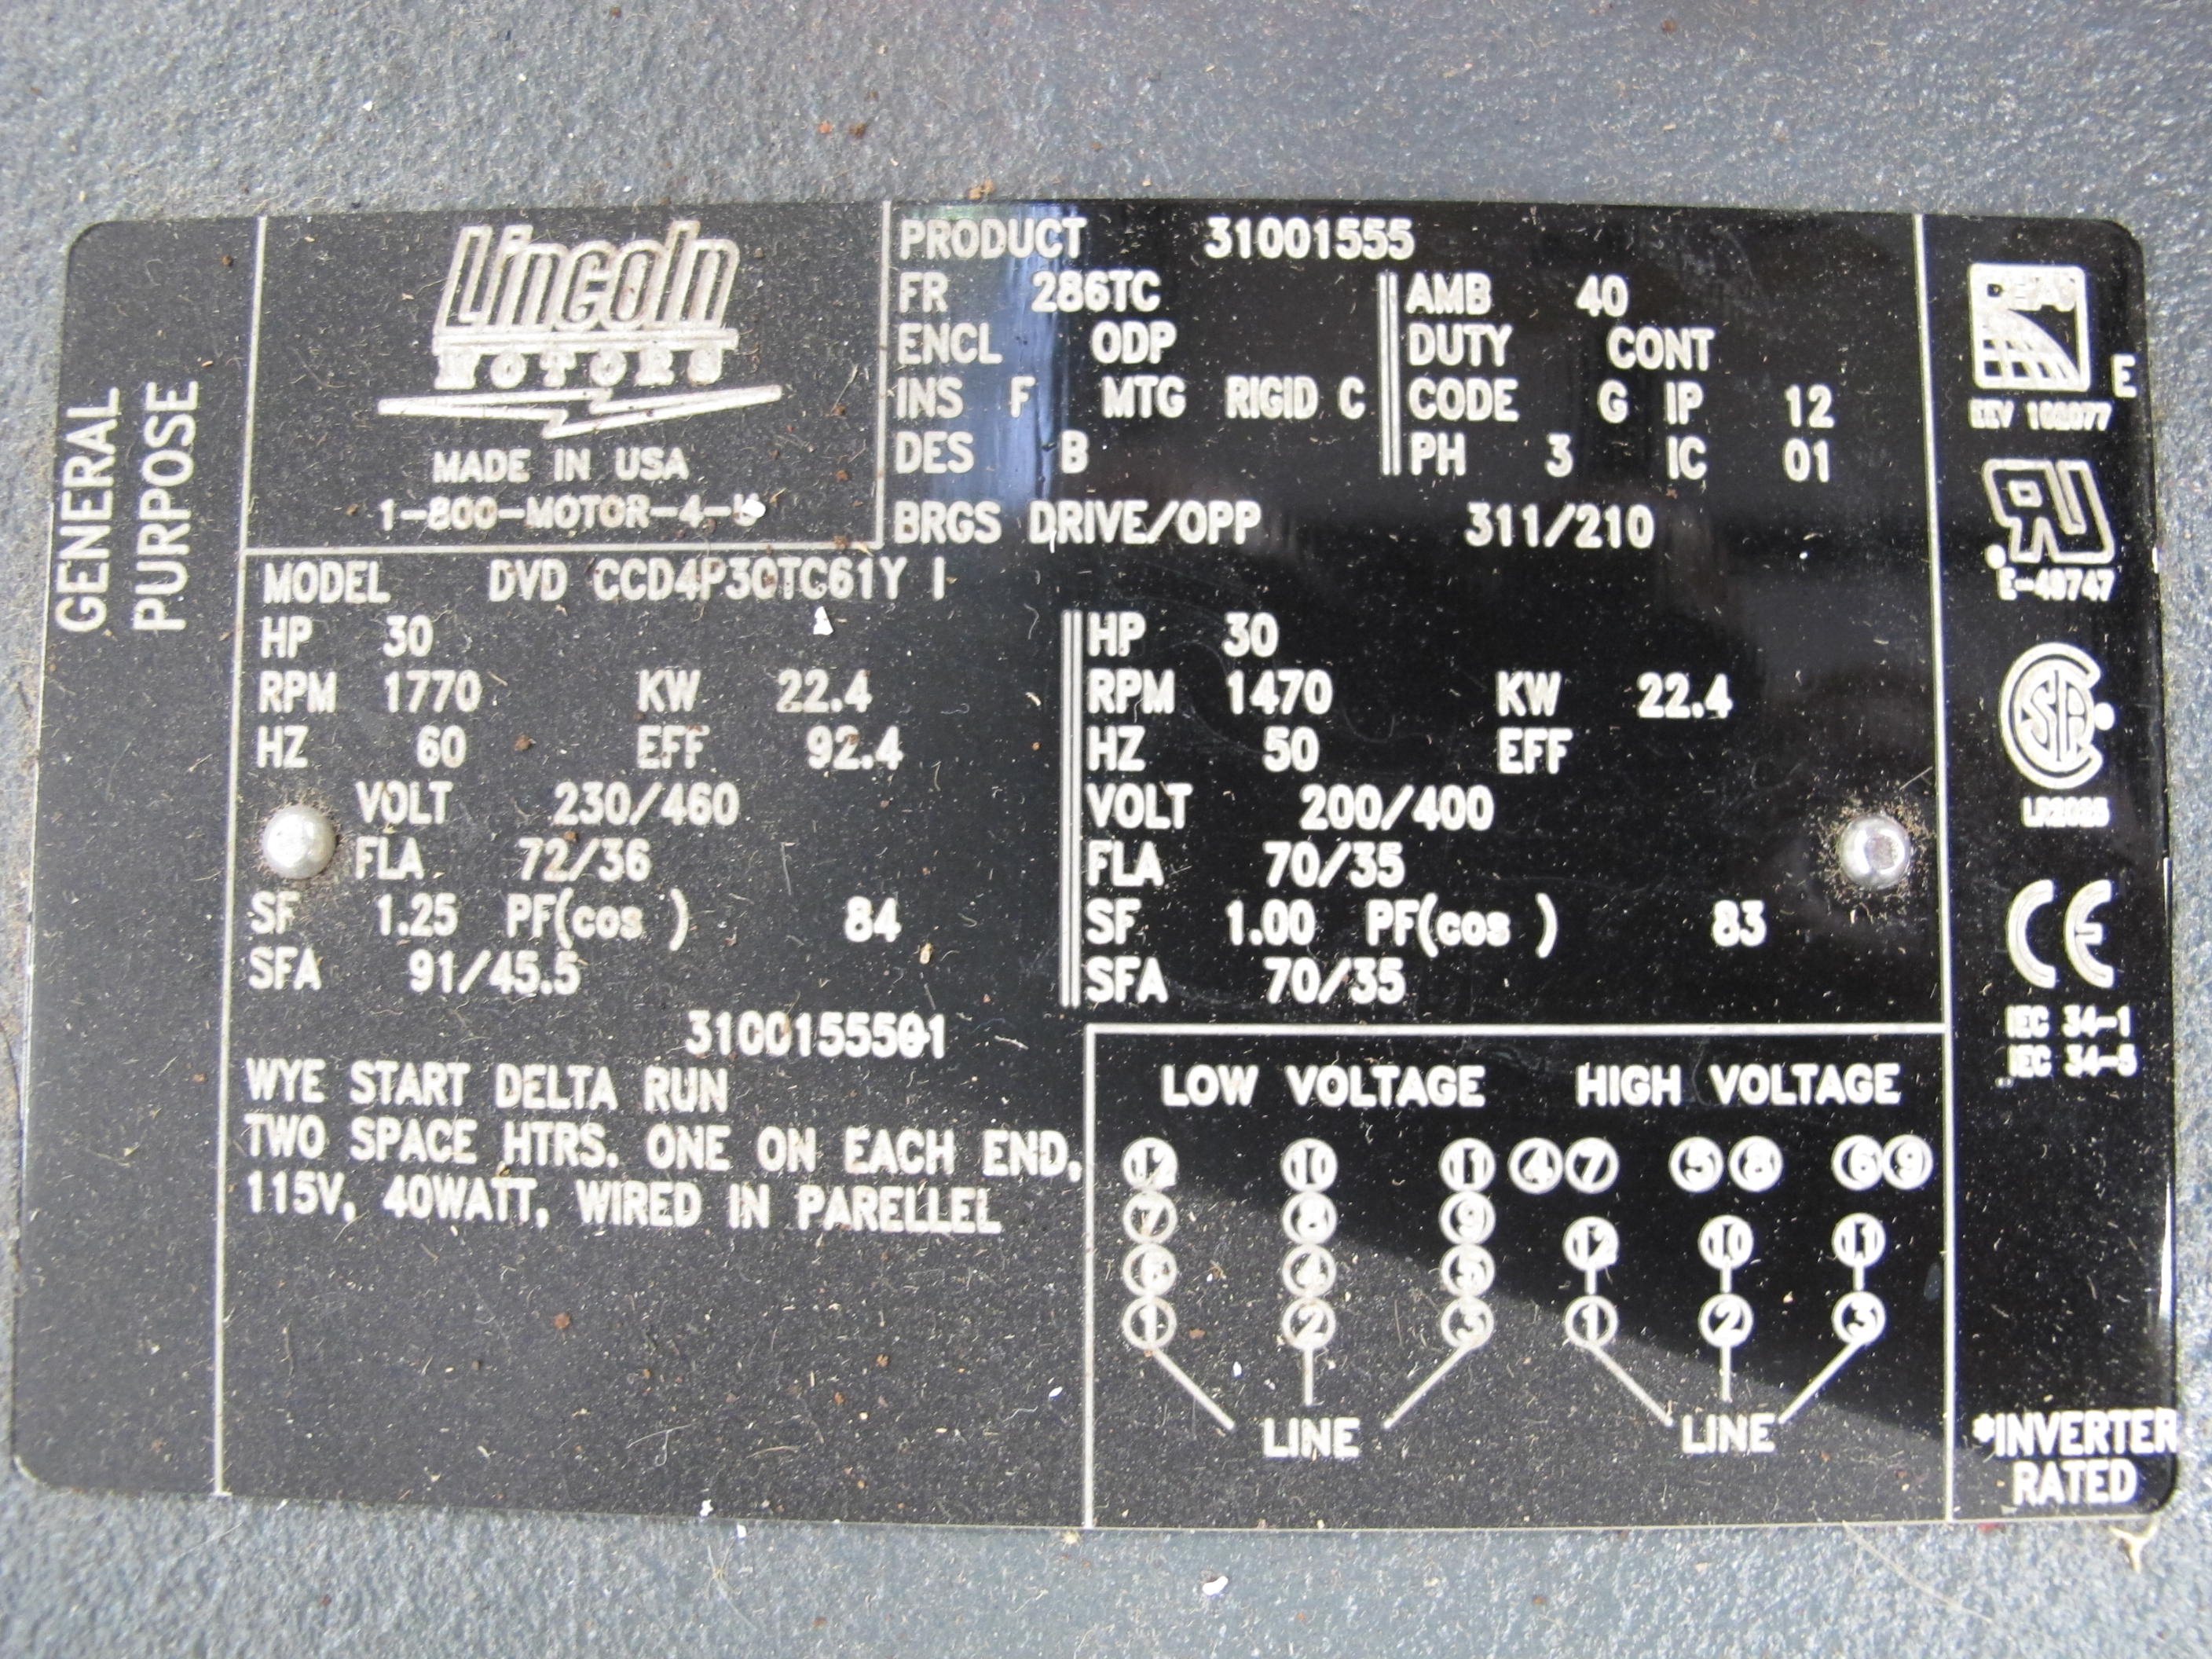 GENERAL
PURPOSE
Lincoln
MOTORS
MADE IN USA
1-800-MOTOR-4-U
PRODUCT 31001555
FR 286TC
ENCL ODP
INS F MTG RIGID C
DES B
AMB 40
DUTY CONT
CODE G IP 12
PH 3 IC 01
BRGS DRIVE/OPP 311/210
MODEL DVD CCD4P30TC61Y I
HP 30
RPM 1770 KW 22.4
HZ 60 EFF 92.4
VOLT 230/460
FLA 72/36
SF 1.25 PF(cos ) 84
SFA 91/45.5
HP 30
RPM 1470 KW 22.4
HZ 50 EFF
VOLT 200/400
FLA 70/35
SF 1.00 PF(cos ) 83
SFA 70/35
3100155501
WYE START DELTA RUN
TWO SPACE HTRS. ONE ON EACH END,
115V, 40WATT, WIRED IN PARELLEL
LOW VOLTAGE
12 10 11
7 8 9
6 4 5
1 2 3
LINE
HIGH VOLTAGE
4 7 5 8 6 9
12 10 11
1 2 3
LINE
E
E-49747
CSA
CE
IEC 34-1
IEC 34-5
*INVERTER
RATED